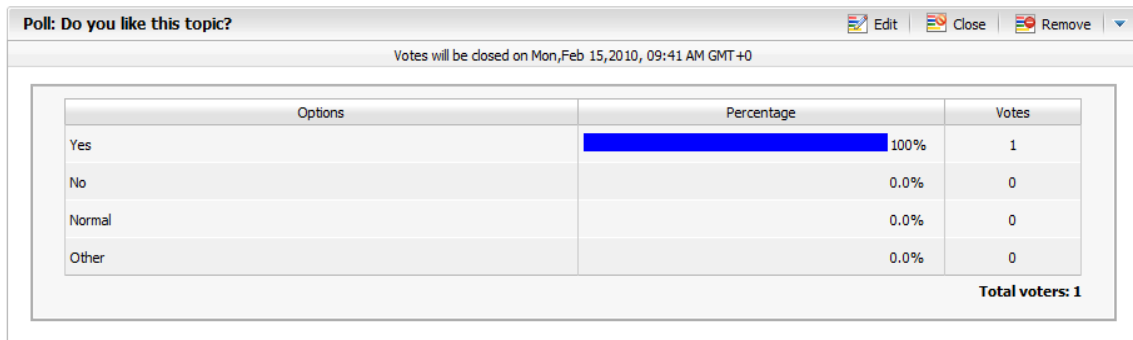 Poll: Do you like this topic? Edit Close Remove
Votes will be closed on Mon,Feb 15,2010, 09:41 AM GMT+0
Options Percentage Votes
Yes 100% 1
No 0.0% 0
Normal 0.0% 0
Other 0.0% 0
Total voters: 1